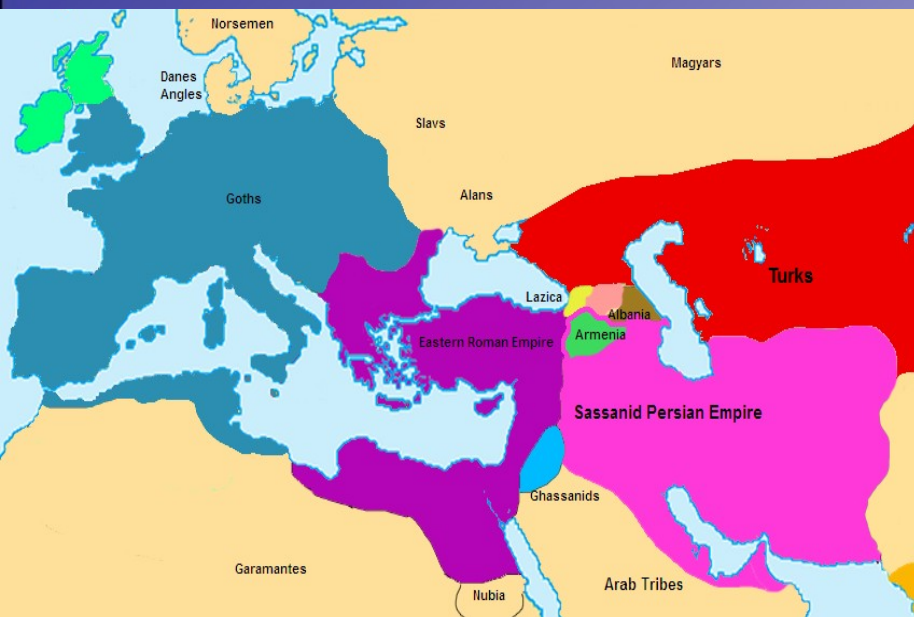 Norsemen
Magyars
Danes
Angles
Slavs
Alans
Goths
Turks
Lazica
Albania
Armenia
Eastern Roman Empire
Sassanid Persian Empire
Ghassanids
Garamantes
Arab Tribes
Nubia